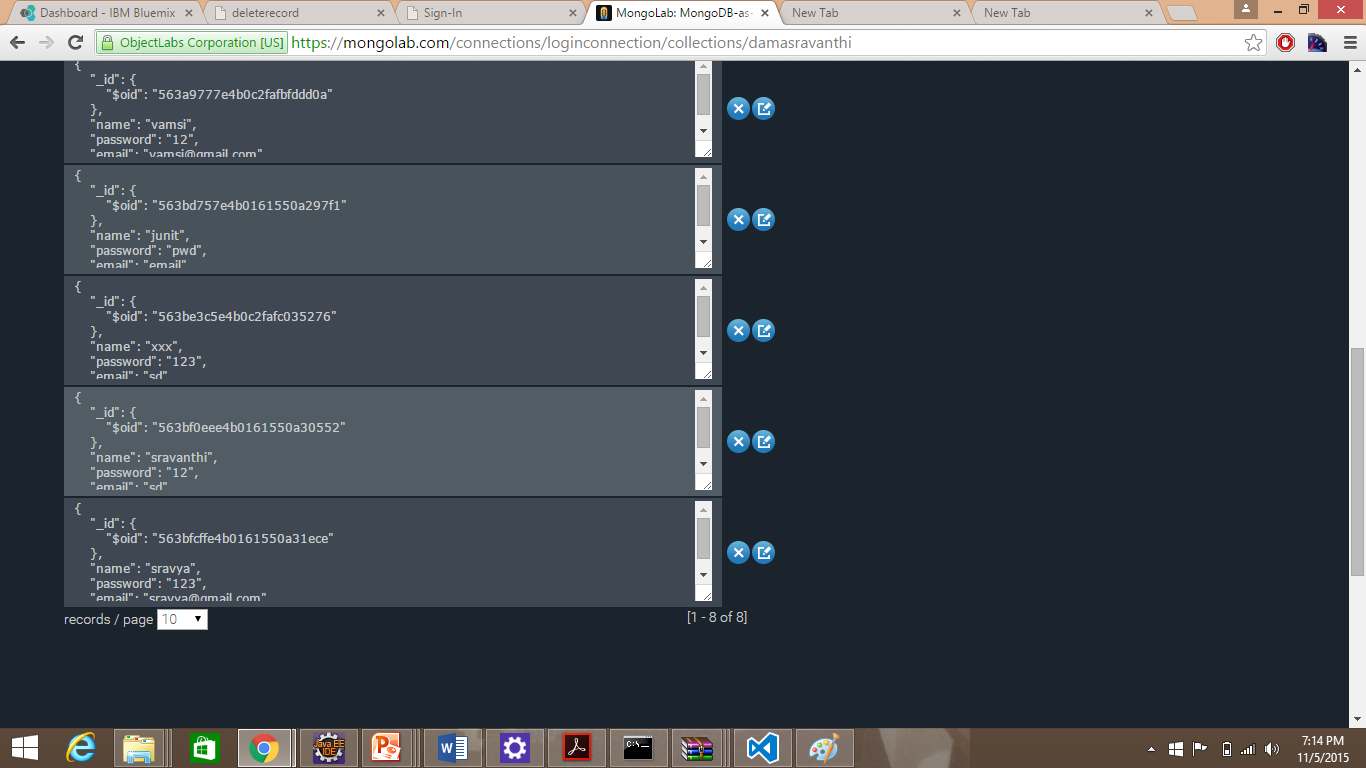 Dashboard - IBM Bluemix
deleterecord
Sign-In
MongoLab: MongoDB-as-
New Tab
New Tab
ObjectLabs Corporation [US]
https://mongolab.com/connections/loginconnection/collections/damasravanthi
{
"_id": {
"$oid": "563a9777e4b0c2fafbfddd0a"
},
"name": "vamsi",
"password": "12",
"email": "vamsi@gmail.com"
{
"_id": {
"$oid": "563bd757e4b0161550a297f1"
},
"name": "junit",
"password": "pwd",
"email": "email"
{
"_id": {
"$oid": "563be3c5e4b0c2fafc035276"
},
"name": "xxx",
"password": "123",
"email": "sd"
{
"_id": {
"$oid": "563bf0eee4b0161550a30552"
},
"name": "sravanthi",
"password": "12",
"email": "sd"
{
"_id": {
"$oid": "563bfcffe4b0161550a31ece"
},
"name": "sravya",
"password": "123",
"email": "sravya@gmail.com"
records / page 10
[1 - 8 of 8]
Java EE
IDE
C:\_
7:14 PM
11/5/2015